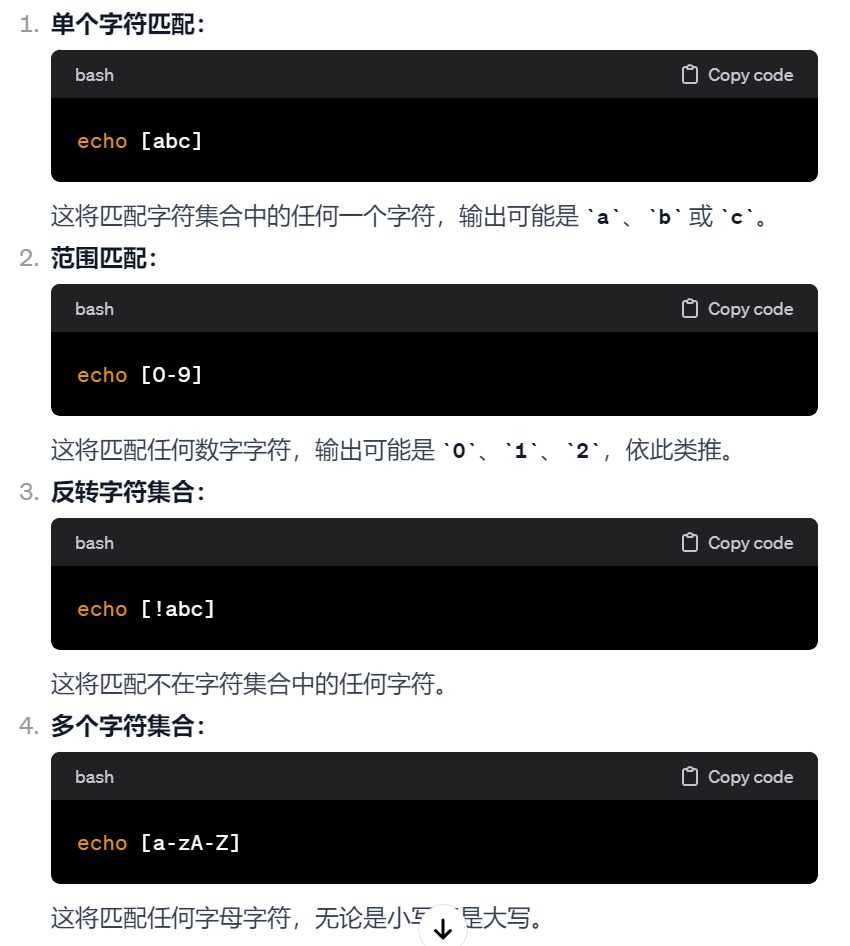 1. 单个字符匹配：
bash Copy code
echo [abc]
这将匹配字符集合中的任何一个字符，输出可能是 `a`、`b` 或 `c`。
2. 范围匹配：
bash Copy code
echo [0-9]
这将匹配任何数字字符，输出可能是 `0`、`1`、`2`，依此类推。
3. 反转字符集合：
bash Copy code
echo [!abc]
这将匹配不在字符集合中的任何字符。
4. 多个字符集合：
bash Copy code
echo [a-zA-Z]
这将匹配任何字母字符，无论是小写是大写。